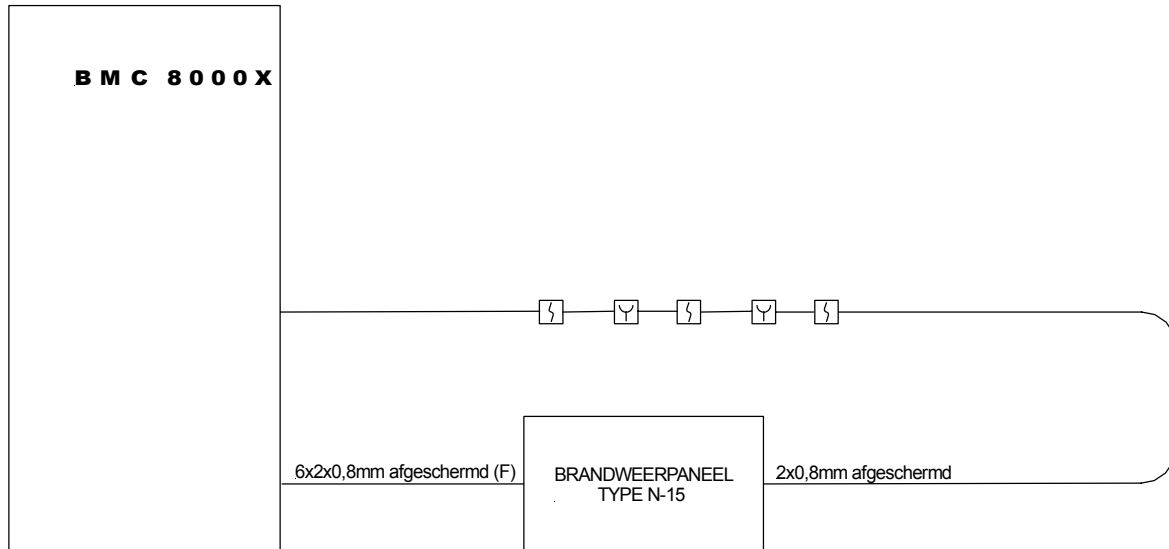 BMC 8000X
6x2x0,8mm afgeschermd (F)
BRANDWEERPANEEL
TYPE N-15
2x0,8mm afgeschermd